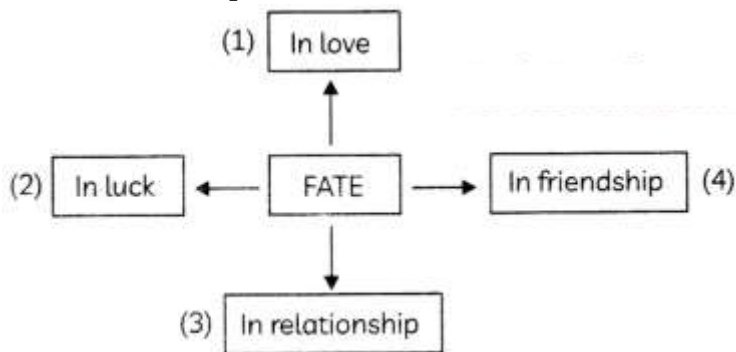 (1) In love
(2) In luck FATE In friendship (4)
(3) In relationship